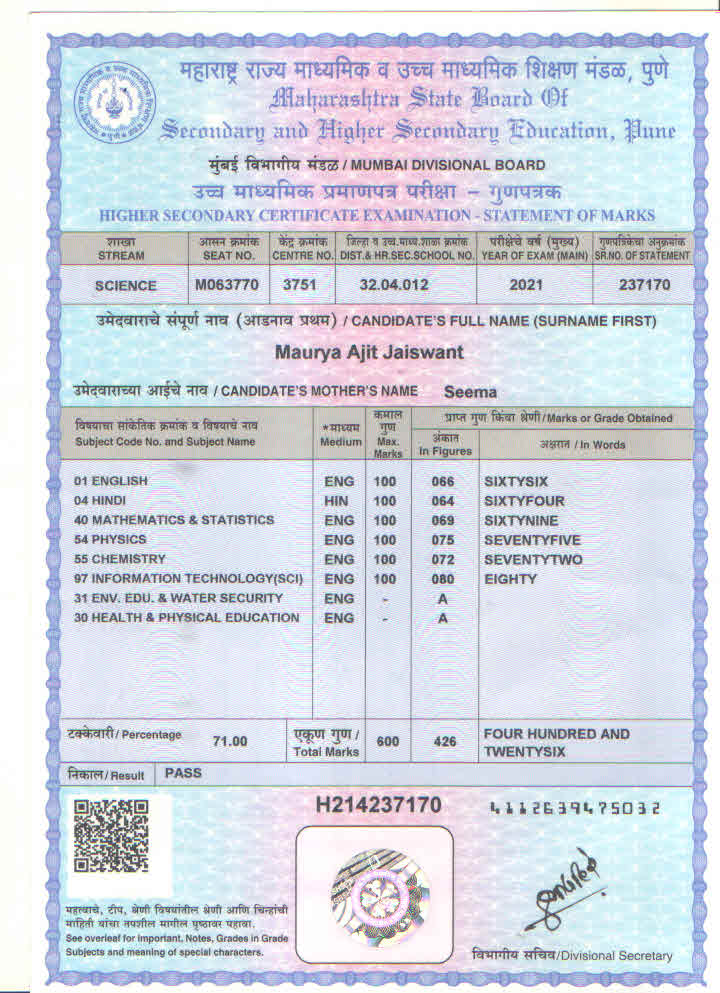 महाराष्ट्र राज्य माध्यमिक व उच्च माध्यमिक शिक्षण मंडळ, पुणे
Maharashtra State Board Of
Secondary and Higher Secondary Education, Pune
मुंबई विभागीय मंडळ / MUMBAI DIVISIONAL BOARD
उच्च माध्यमिक प्रमाणपत्र परीक्षा – गुणपत्रक
HIGHER SECONDARY CERTIFICATE EXAMINATION - STATEMENT OF MARKS
शाखा आसन क्रमांक केंद्र क्रमांक जिल्हा व उच्च.माध्य.शाळा क्रमांक परीक्षेचे वर्ष (मुख्य) गुणपत्रिकेचा अनुक्रमांक
STREAM SEAT NO. CENTRE NO. DIST.& HR.SEC.SCHOOL NO. YEAR OF EXAM (MAIN) SR.NO. OF STATEMENT
SCIENCE M063770 3751 32.04.012 2021 237170
उमेदवाराचे संपूर्ण नाव (आडनाव प्रथम) / CANDIDATE'S FULL NAME (SURNAME FIRST)
Maurya Ajit Jaiswant
उमेदवाराच्या आईचे नाव / CANDIDATE'S MOTHER'S NAME Seema
विषयाचा सांकेतिक क्रमांक व विषयाचे नाव
Subject Code No. and Subject Name
*माध्यम
Medium
कमाल
गुण
Max.
Marks
प्राप्त गुण किंवा श्रेणी/Marks or Grade Obtained
अंकात
In Figures
अक्षरात / In Words
01 ENGLISH ENG 100 066 SIXTYSIX
04 HINDI HIN 100 064 SIXTYFOUR
40 MATHEMATICS & STATISTICS ENG 100 069 SIXTYNINE
54 PHYSICS ENG 100 075 SEVENTYFIVE
55 CHEMISTRY ENG 100 072 SEVENTYTWO
97 INFORMATION TECHNOLOGY(SCI) ENG 100 080 EIGHTY
31 ENV. EDU. & WATER SECURITY ENG - A
30 HEALTH & PHYSICAL EDUCATION ENG - A
टक्केवारी/ Percentage 71.00
एकूण गुण /
Total Marks
600 426
FOUR HUNDRED AND
TWENTYSIX
निकाल/ Result PASS
H214237170 4112639475032
महत्वाचे, टीप, श्रेणी विषयांतील श्रेणी आणि चिन्हांची
माहिती यांचा तपशील मागील पृष्ठावर पहावा.
See overleaf for Important, Notes, Grades in Grade
Subjects and meaning of special characters.
विभागीय सचिव/Divisional Secretary